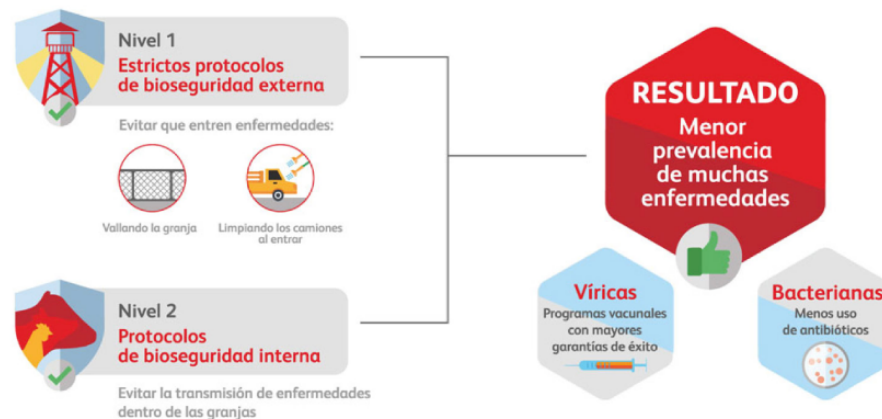 Nivel 1
Estrictos protocolos
de bioseguridad externa
Evitar que entren enfermedades:
Vallando la granja
Limpiando los camiones
al entrar
Nivel 2
Protocolos
de bioseguridad interna
Evitar la transmisión de enfermedades
dentro de las granjas
RESULTADO
Menor
prevalencia
de muchas
enfermedades
Víricas
Programas vacunales
con mayores
garantías de éxito
Bacterianas
Menos uso
de antibióticos